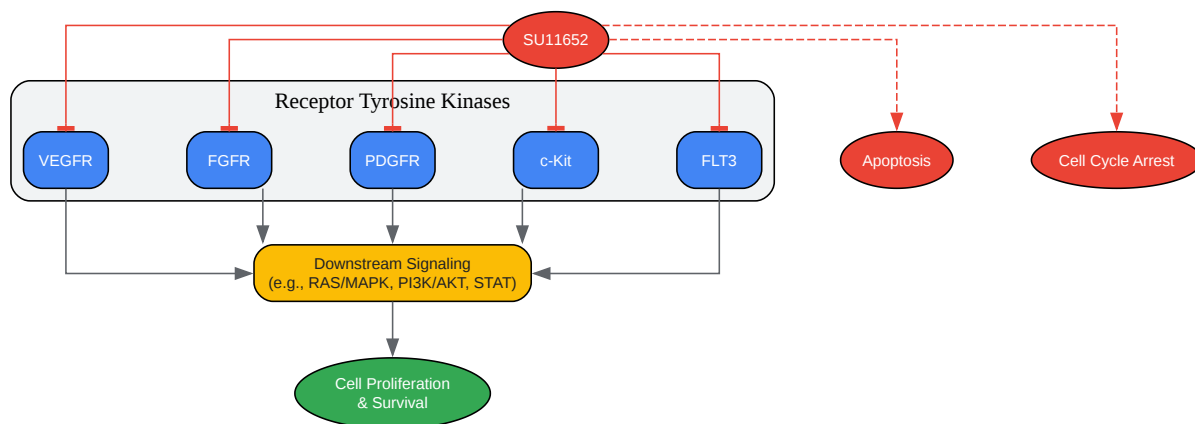 SU11652
Receptor Tyrosine Kinases
VEGFR
FGFR
PDGFR
c-Kit
FLT3
Apoptosis
Cell Cycle Arrest
Downstream Signaling
(e.g., RAS/MAPK, PI3K/AKT, STAT)
Cell Proliferation
& Survival